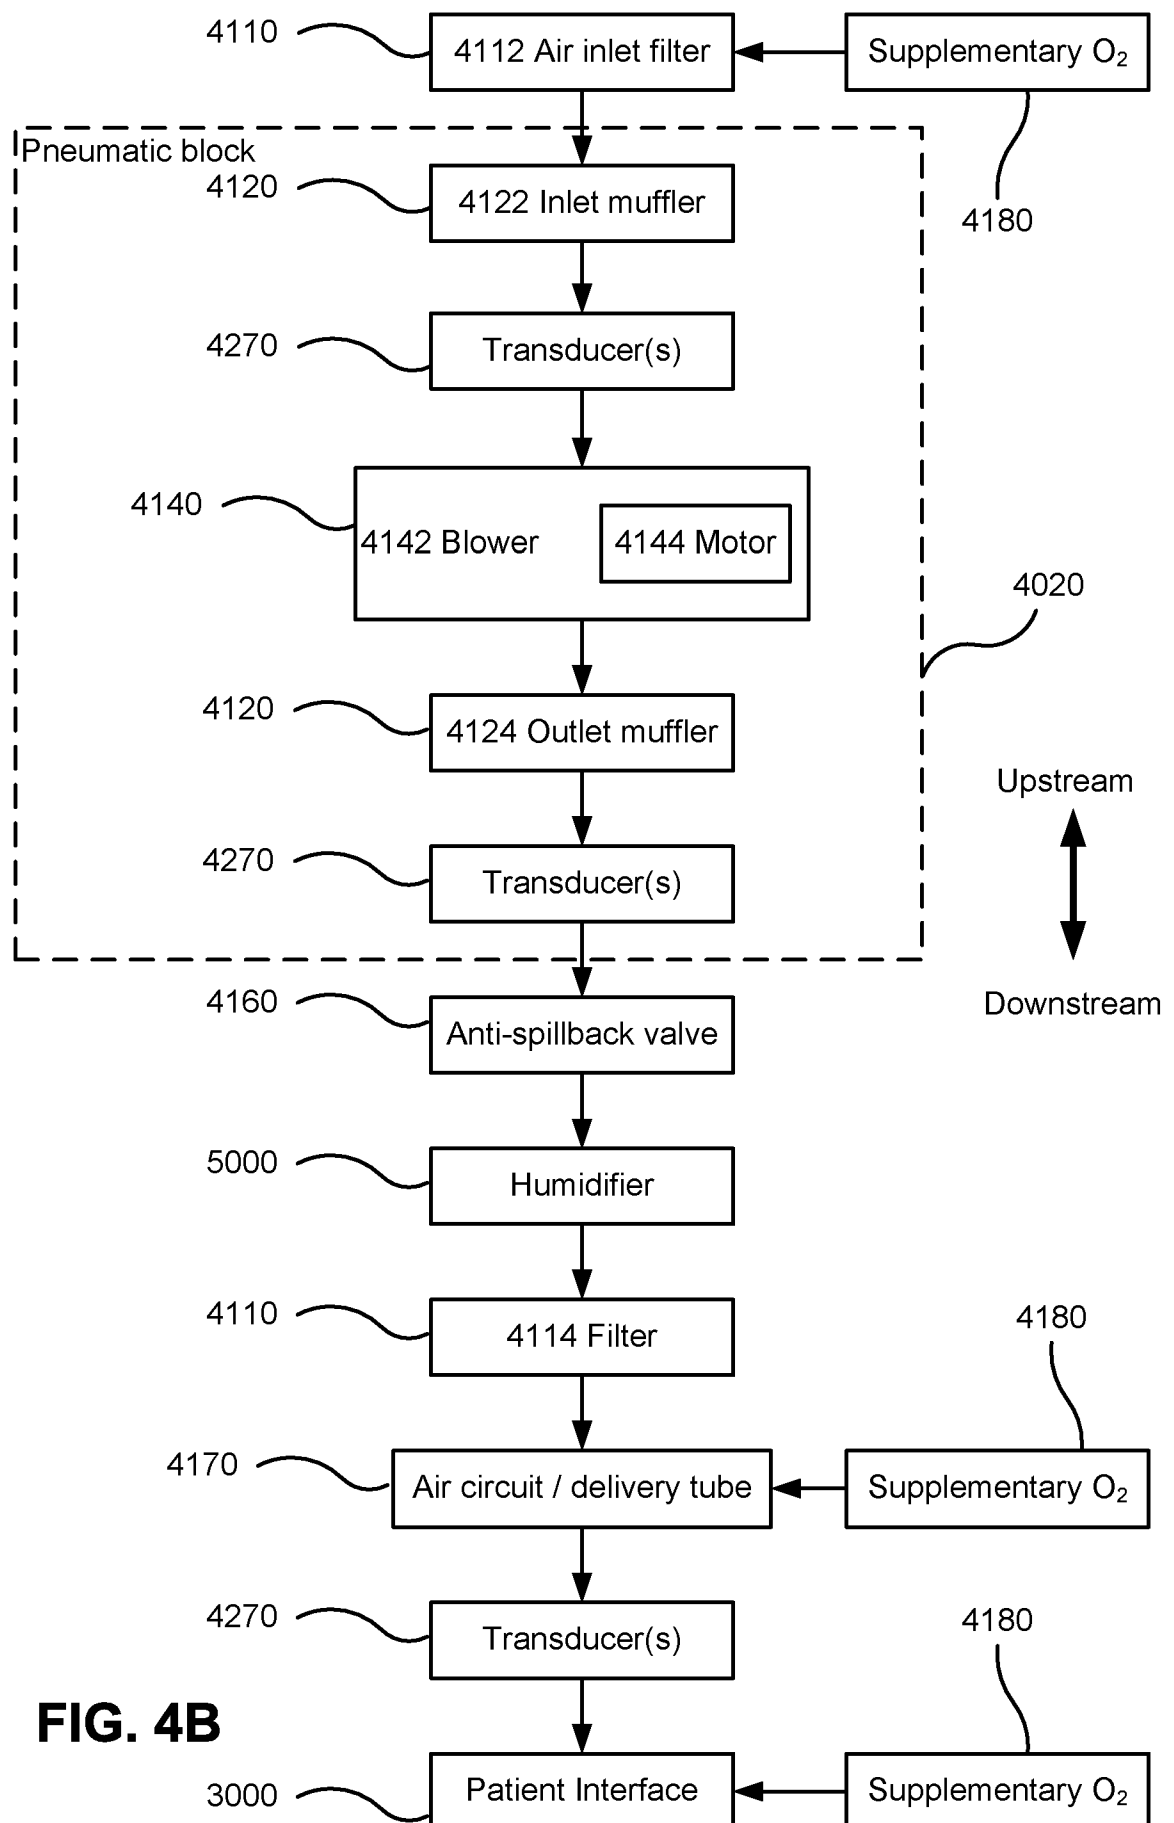 4110
4112 Air inlet filter
Supplementary O₂
Pneumatic block
4120
4122 Inlet muffler
4180
4270
Transducer(s)
4140
4142 Blower
4144 Motor
4020
4120
4124 Outlet muffler
Upstream
4270
Transducer(s)
4160
Anti-spillback valve
Downstream
5000
Humidifier
4110
4114 Filter
4180
4170
Air circuit / delivery tube
Supplementary O₂
4270
Transducer(s)
4180
FIG. 4B
3000
Patient Interface
Supplementary O₂